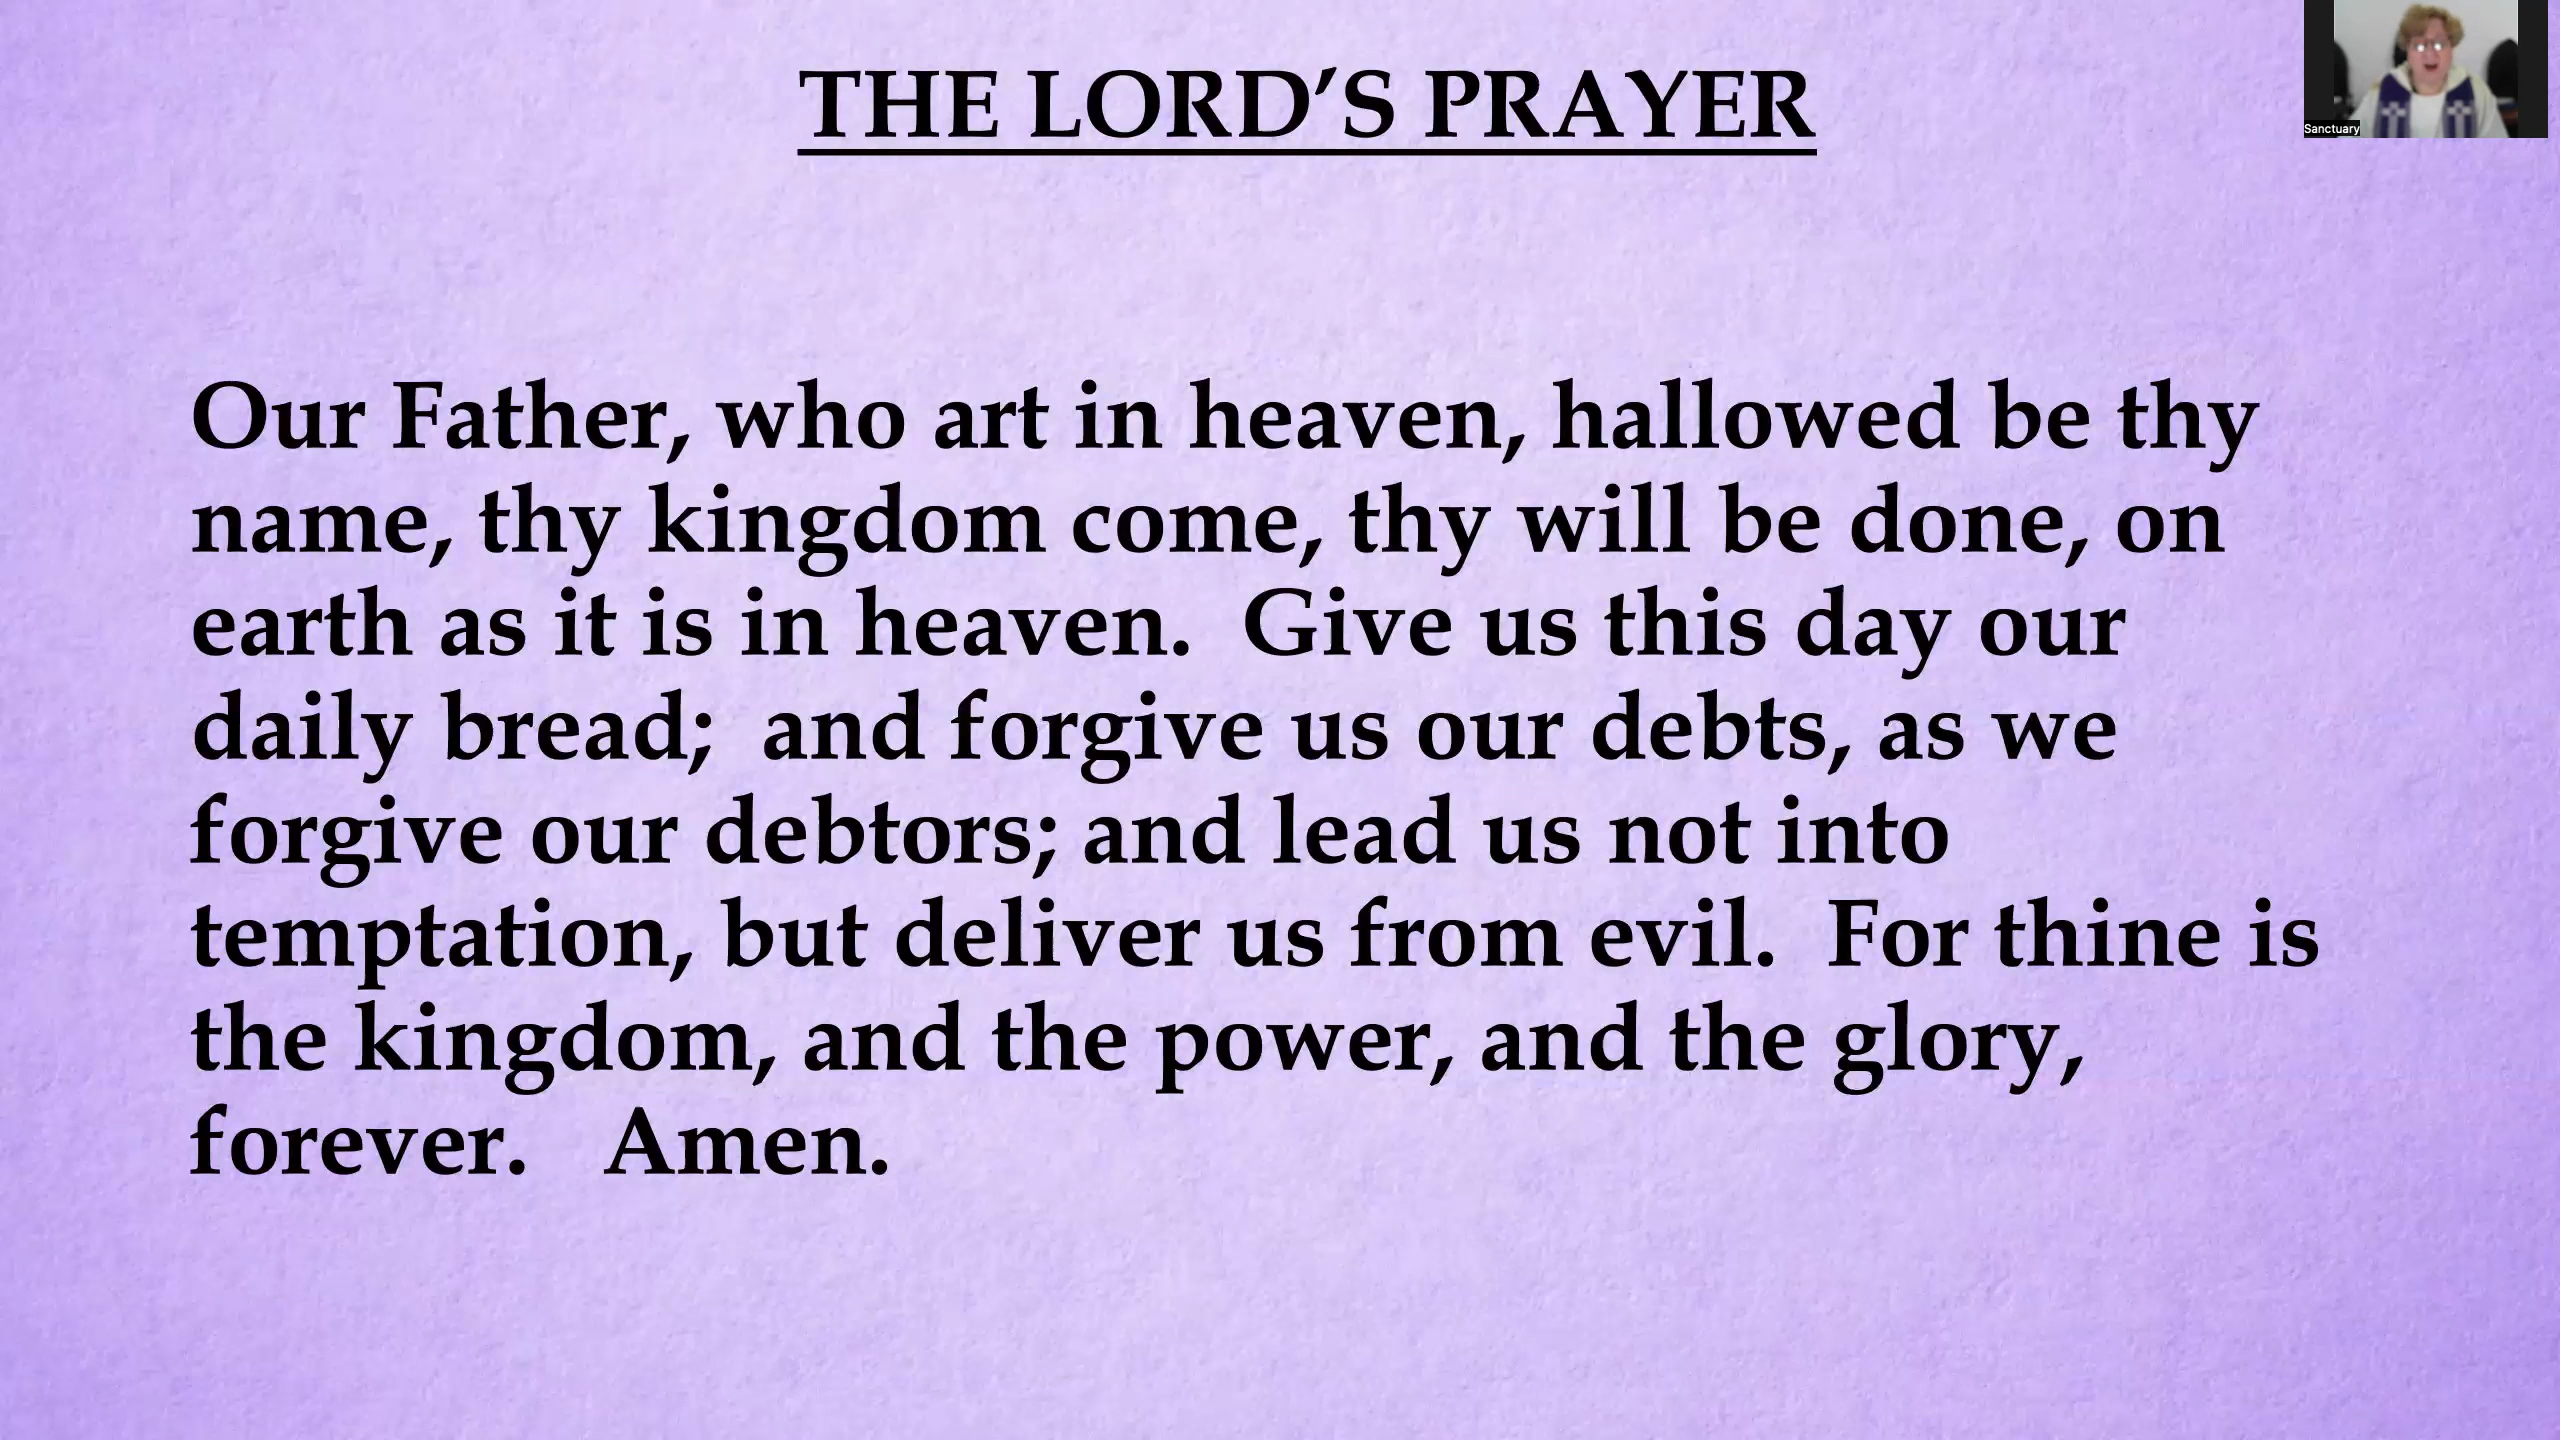 THE LORD’S PRAYER
Sanctuary
Our Father, who art in heaven, hallowed be thy
name, thy kingdom come, thy will be done, on
earth as it is in heaven.  Give us this day our
daily bread;  and forgive us our debts, as we
forgive our debtors; and lead us not into
temptation, but deliver us from evil.  For thine is
the kingdom, and the power, and the glory,
forever.   Amen.